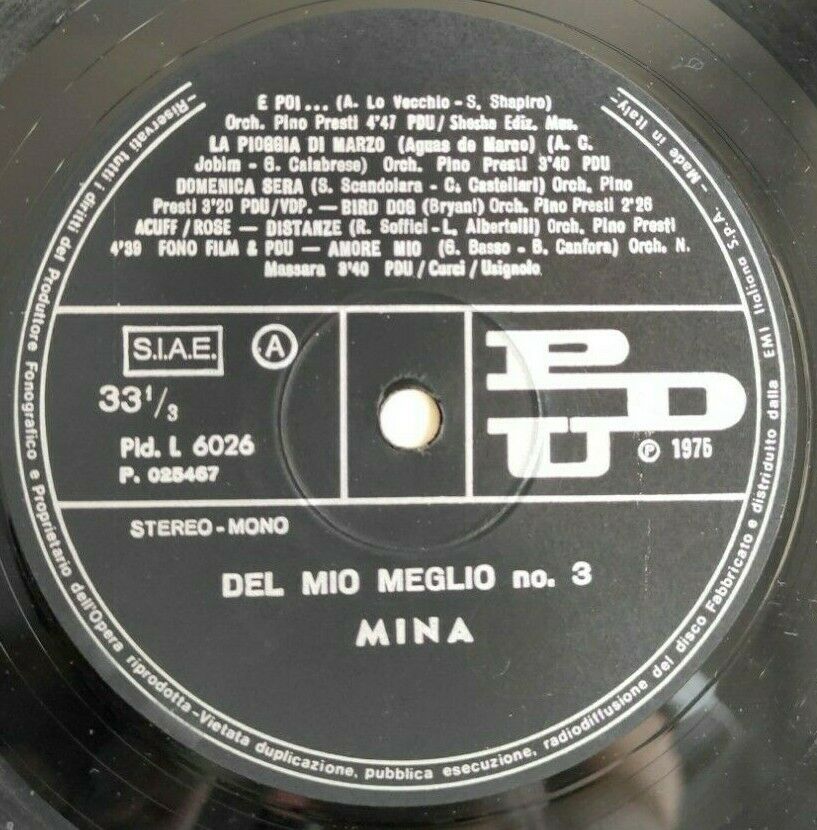 E POI... (A. Lo Vecchio - S. Shapiro)
Orch. Pino Presti 4'47 PDU/Shesha Ediz. Mus.
LA PIOGGIA DI MARZO (Aguas de Março) (A. C.
Jobim - G. Calabrese) Orch. Pino Presti 3'40 PDU
DOMENICA SERA (S. Scandolara - C. Castellari) Orch. Pino
Presti 3'20 PDU/VDP. — BIRD DOG (Bryant) Orch. Pino Presti 2'26
ACUFF/ROSE — DISTANZE (R. Soffici - L. Albertelli) Orch. Pino Presti
4'39 FONO FILM & PDU — AMORE MIO (G. Basso - B. Canfora) Orch. N.
Massara 3'40 PDU/Curci/Usignolo
S.I.A.E.
A
33 1/3
Pld. L 6026
P. 025467
PDU
℗ 1975
STEREO - MONO
DEL MIO MEGLIO no. 3
MINA
-Riservati tutti i diritti del Produttore Fonografico e Proprietario dell'Opera riprodotta-Vietata duplicazione, pubblica esecuzione, radiodiffusione del disco Fabbricato e distribuito dalla EMI Italiana S.p.A. - Made in Italy-